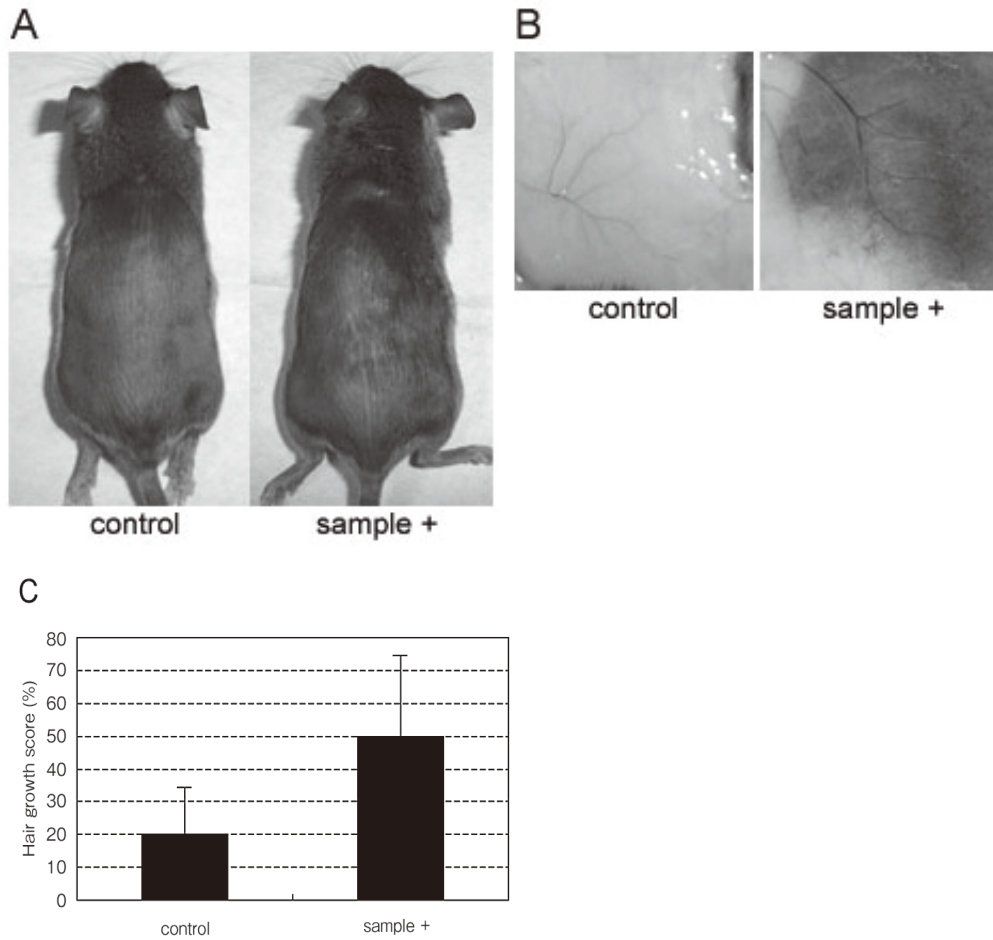 A
B
control
sample +
control
sample +
C
Hair growth score (%)
80
70
60
50
40
30
20
10
0
control
sample +